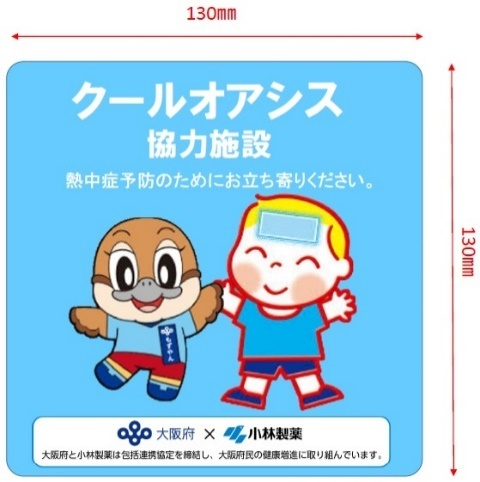 130mm
クールオアシス
協力施設
熱中症予防のためにお立ち寄りください。
130mm
もずやん
大阪府 × 小林製薬
大阪府と小林製薬は包括連携協定を締結し、大阪府民の健康増進に取り組んでいます。